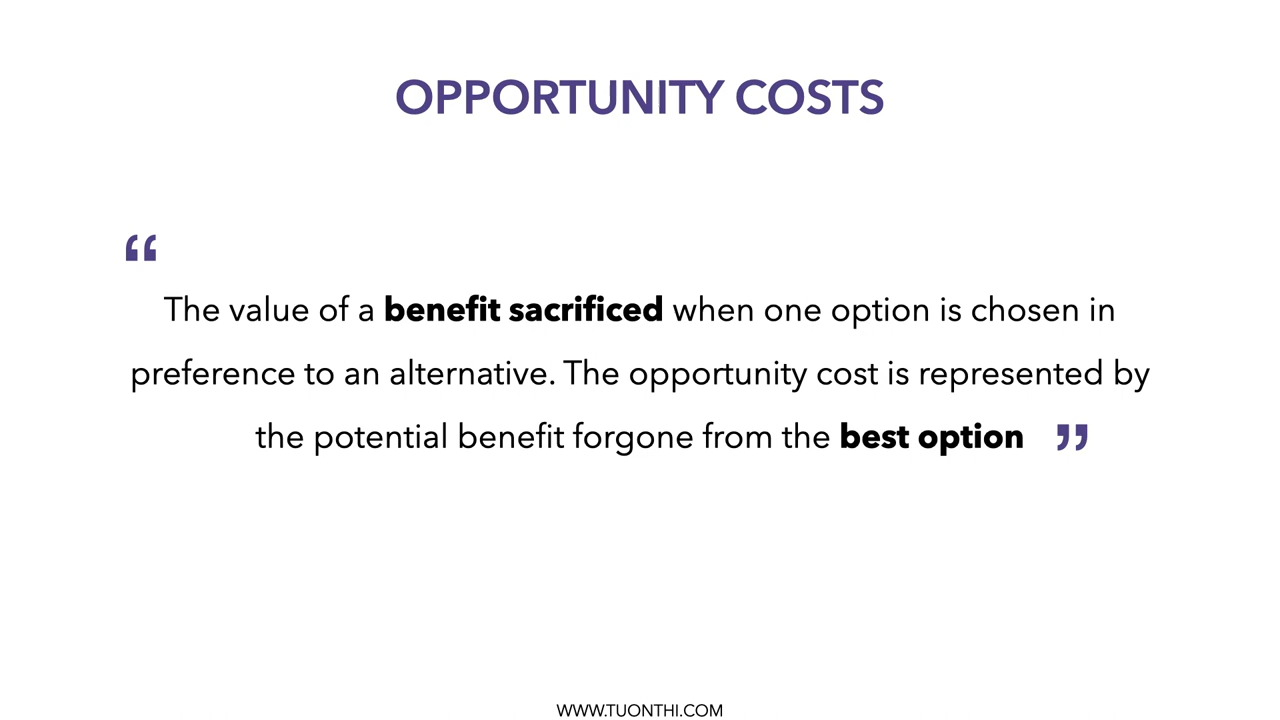 OPPORTUNITY COSTS
“
The value of a benefit sacrificed when one option is chosen in
preference to an alternative. The opportunity cost is represented by
the potential benefit forgone from the best option ”
WWW.TUONTHI.COM